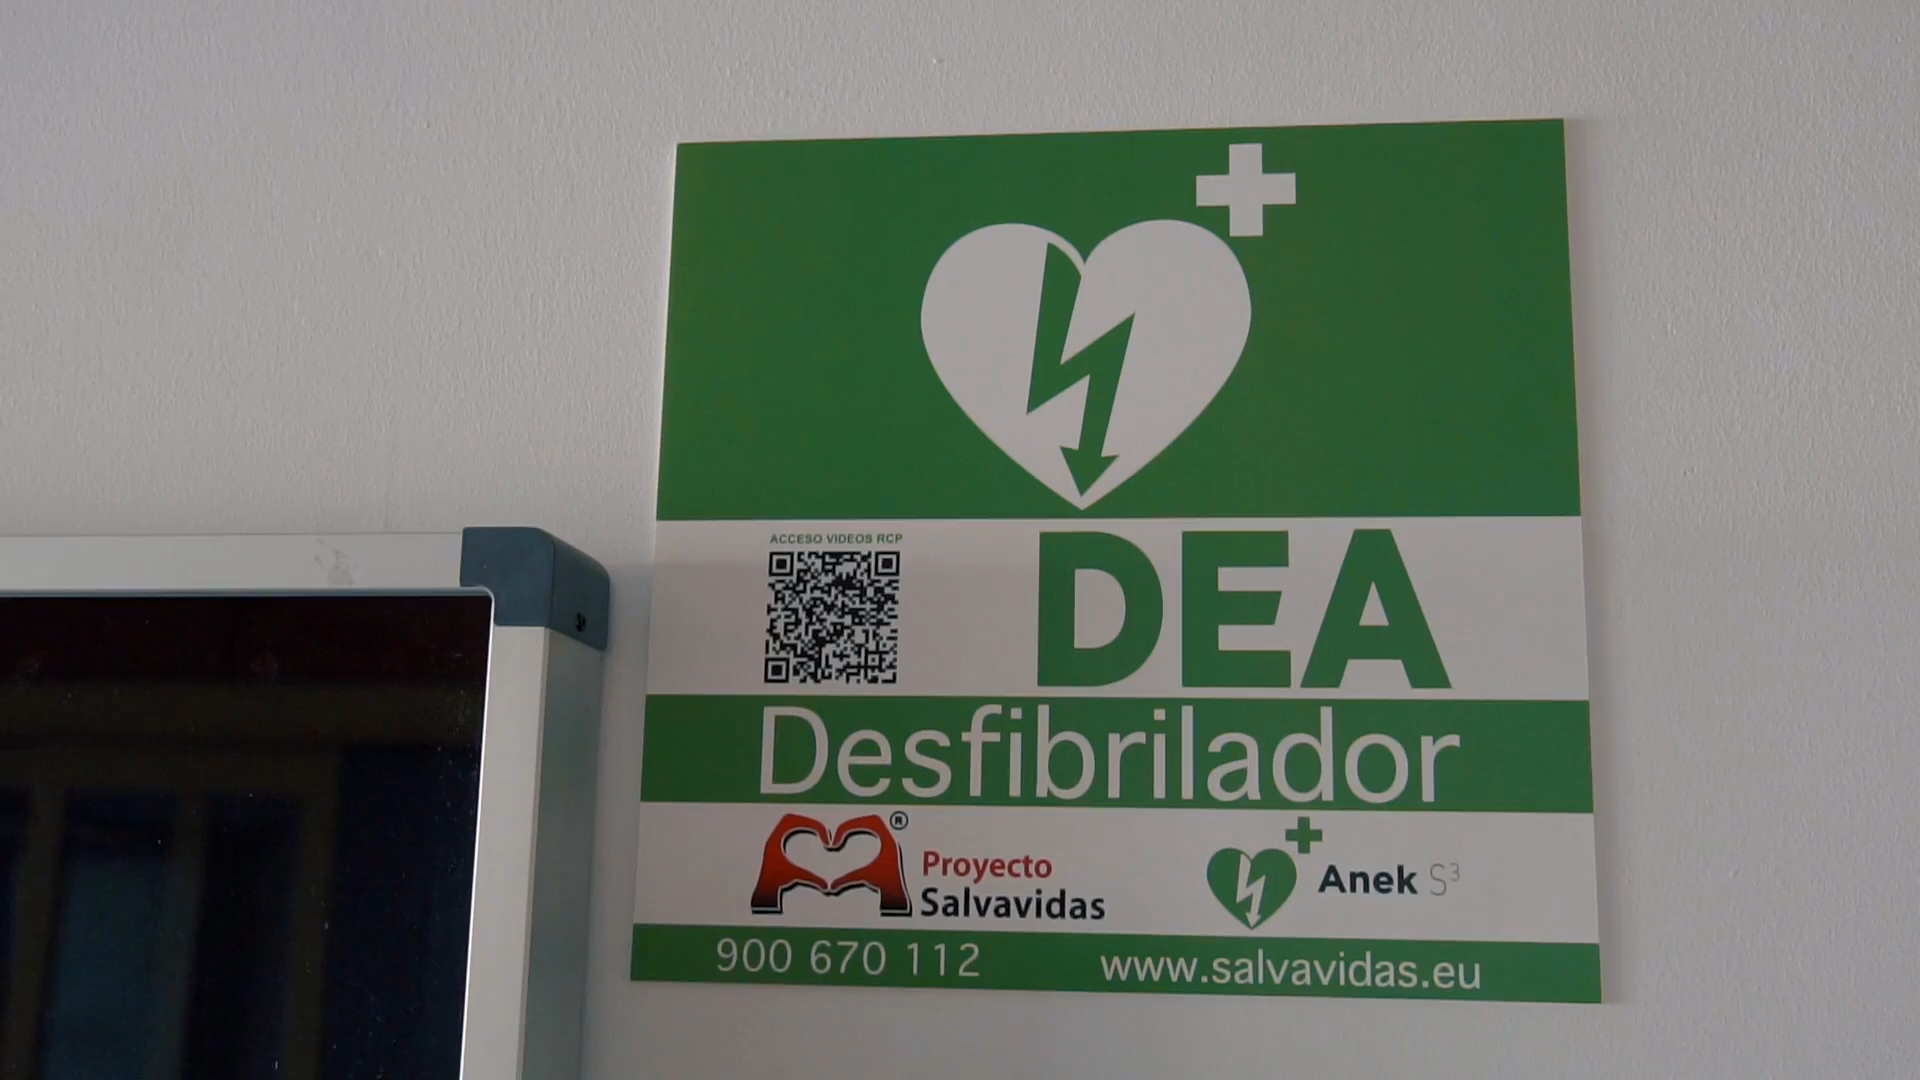 ACCESO VIDEOS RCP
DEA
Desfibrilador
®
Proyecto
Salvavidas
Anek S³
900 670 112
www.salvavidas.eu